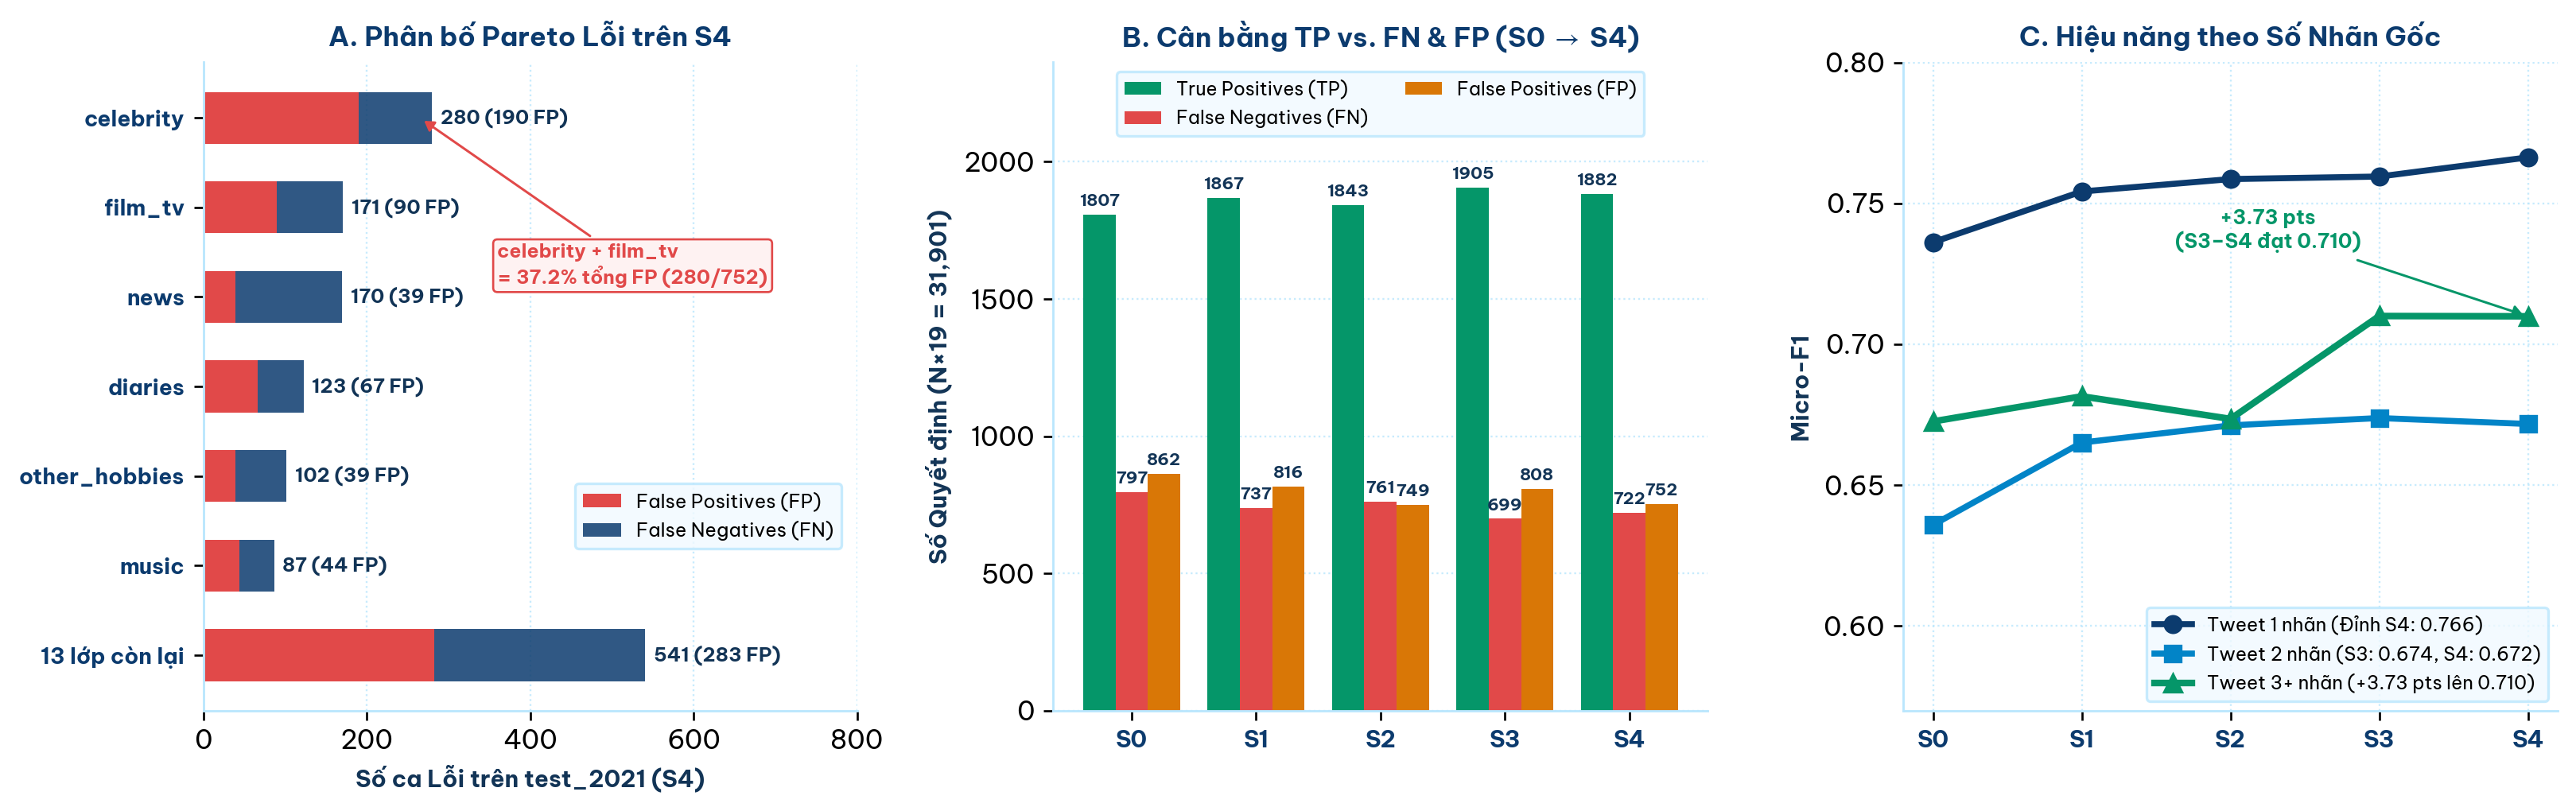 A. Phân bố Pareto Lỗi trên S4
celebrity
280 (190 FP)
film_tv
171 (90 FP)
celebrity + film_tv
= 37.2% tổng FP (280/752)
news
170 (39 FP)
diaries
123 (67 FP)
other_hobbies
102 (39 FP)
False Positives (FP)
False Negatives (FN)
music
87 (44 FP)
13 lớp còn lại
541 (283 FP)
0 200 400 600 800
Số ca Lỗi trên test_2021 (S4)
B. Cân bằng TP vs. FN & FP (S0 → S4)
True Positives (TP)
False Negatives (FN)
False Positives (FP)
Số Quyết định (N×19 = 31,901)
2000
1500
1000
500
0
1807 1867 1843 1905 1882
797 862 737 816 761 749 699 808 722 752
S0 S1 S2 S3 S4
C. Hiệu năng theo Số Nhãn Gốc
Micro-F1
0.80
0.75
0.70
0.65
0.60
+3.73 pts
(S3–S4 đạt 0.710)
Tweet 1 nhãn (Đỉnh S4: 0.766)
Tweet 2 nhãn (S3: 0.674, S4: 0.672)
Tweet 3+ nhãn (+3.73 pts lên 0.710)
S0 S1 S2 S3 S4